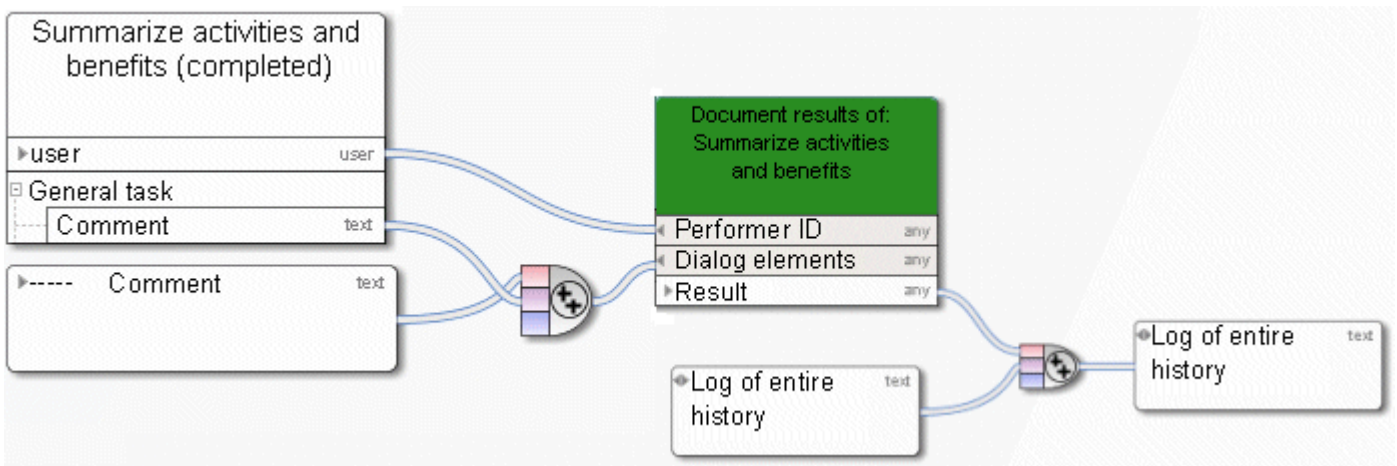 Summarize activities and
benefits (completed)
user user
General task
Comment text
----- Comment text
Document results of:
Summarize activities
and benefits
Performer ID any
Dialog elements any
Result any
Log of entire text
history
Log of entire text
history